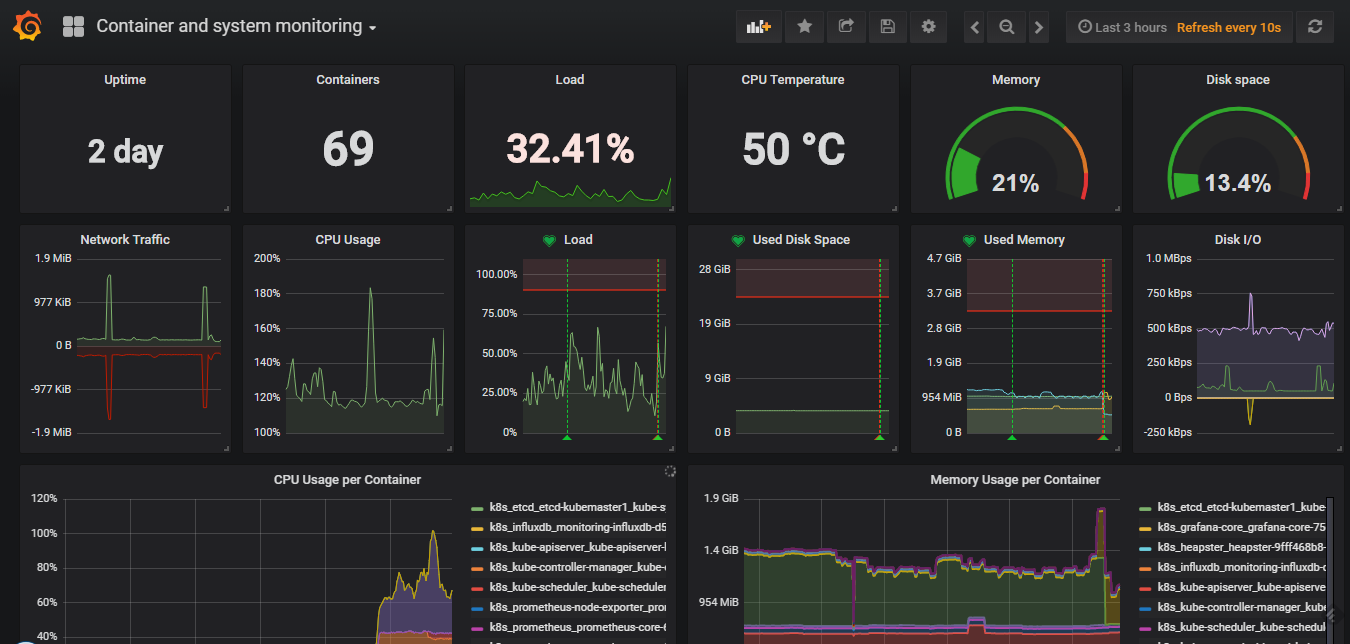 Container and system monitoring
Last 3 hours Refresh every 10s
Uptime
2 day
Containers
69
Load
32.41%
CPU Temperature
50 °C
Memory
21%
Disk space
13.4%
Network Traffic
1.9 MiB
977 KiB
0 B
-977 KiB
-1.9 MiB
CPU Usage
200%
180%
160%
140%
120%
100%
Load
100.00%
75.00%
50.00%
25.00%
0%
Used Disk Space
28 GiB
19 GiB
9 GiB
0 B
Used Memory
4.7 GiB
3.7 GiB
2.8 GiB
1.9 GiB
954 MiB
0 B
Disk I/O
1.0 MBps
750 kBps
500 kBps
250 kBps
0 Bps
-250 kBps
CPU Usage per Container
120%
100%
80%
60%
40%
k8s_etcd_etcd-kubemaster1_kube-s
k8s_influxdb_monitoring-influxdb-d5
k8s_kube-apiserver_kube-apiserver-
k8s_kube-controller-manager_kube-
k8s_kube-scheduler_kube-scheduler
k8s_prometheus-node-exporter_pro
k8s_prometheus_prometheus-core-
Memory Usage per Container
1.9 GiB
1.4 GiB
954 MiB
k8s_etcd_etcd-kubemaster1_kube-
k8s_grafana-core_grafana-core-75
k8s_heapster_heapster-9fff468b8-
k8s_influxdb_monitoring-influxdb-
k8s_kube-apiserver_kube-apiserve
k8s_kube-controller-manager_kube
k8s_kube-scheduler_kube-schedul